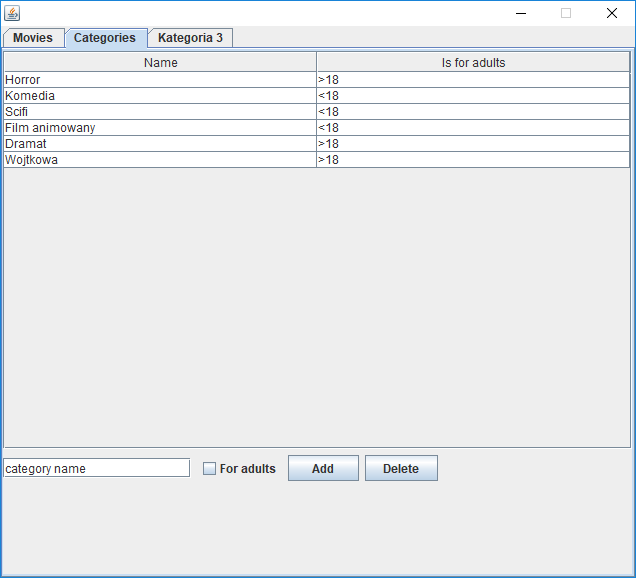 Movies Categories Kategoria 3
Name Is for adults
Horror >18
Komedia <18
Scifi <18
Film animowany <18
Dramat >18
Wojtkowa >18
category name For adults Add Delete